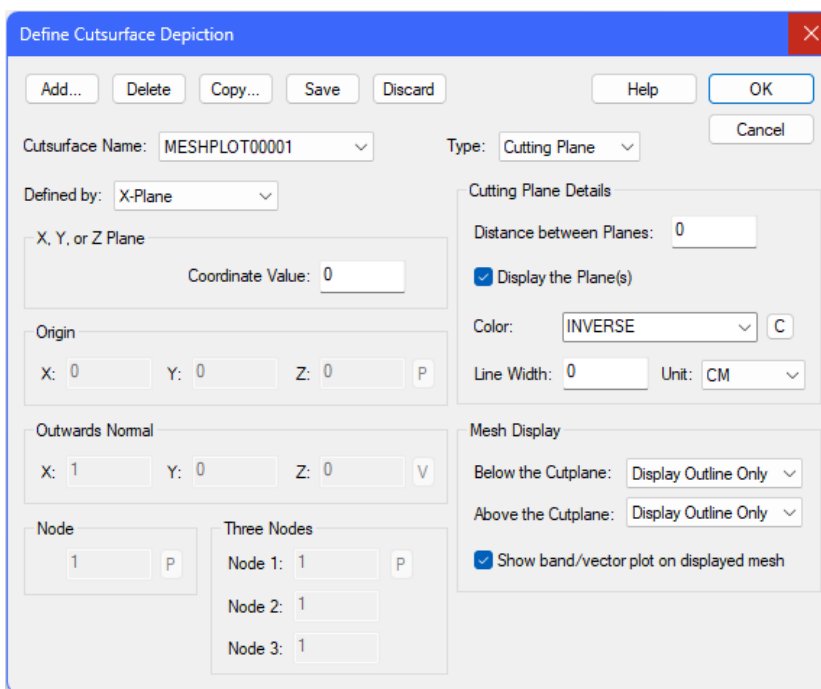 Define Cutsurface Depiction
Add... Delete Copy... Save Discard Help OK
Cancel
Cutsurface Name: MESHPLOT00001 Type: Cutting Plane
Defined by: X-Plane
Cutting Plane Details
X, Y, or Z Plane
Distance between Planes: 0
Coordinate Value: 0
Display the Plane(s)
Color: INVERSE C
Origin
X: 0 Y: 0 Z: 0 P
Line Width: 0 Unit: CM
Outwards Normal
X: 1 Y: 0 Z: 0 V
Mesh Display
Below the Cutplane: Display Outline Only
Above the Cutplane: Display Outline Only
Show band/vector plot on displayed mesh
Node
1 P
Three Nodes
Node 1: 1 P
Node 2: 1
Node 3: 1